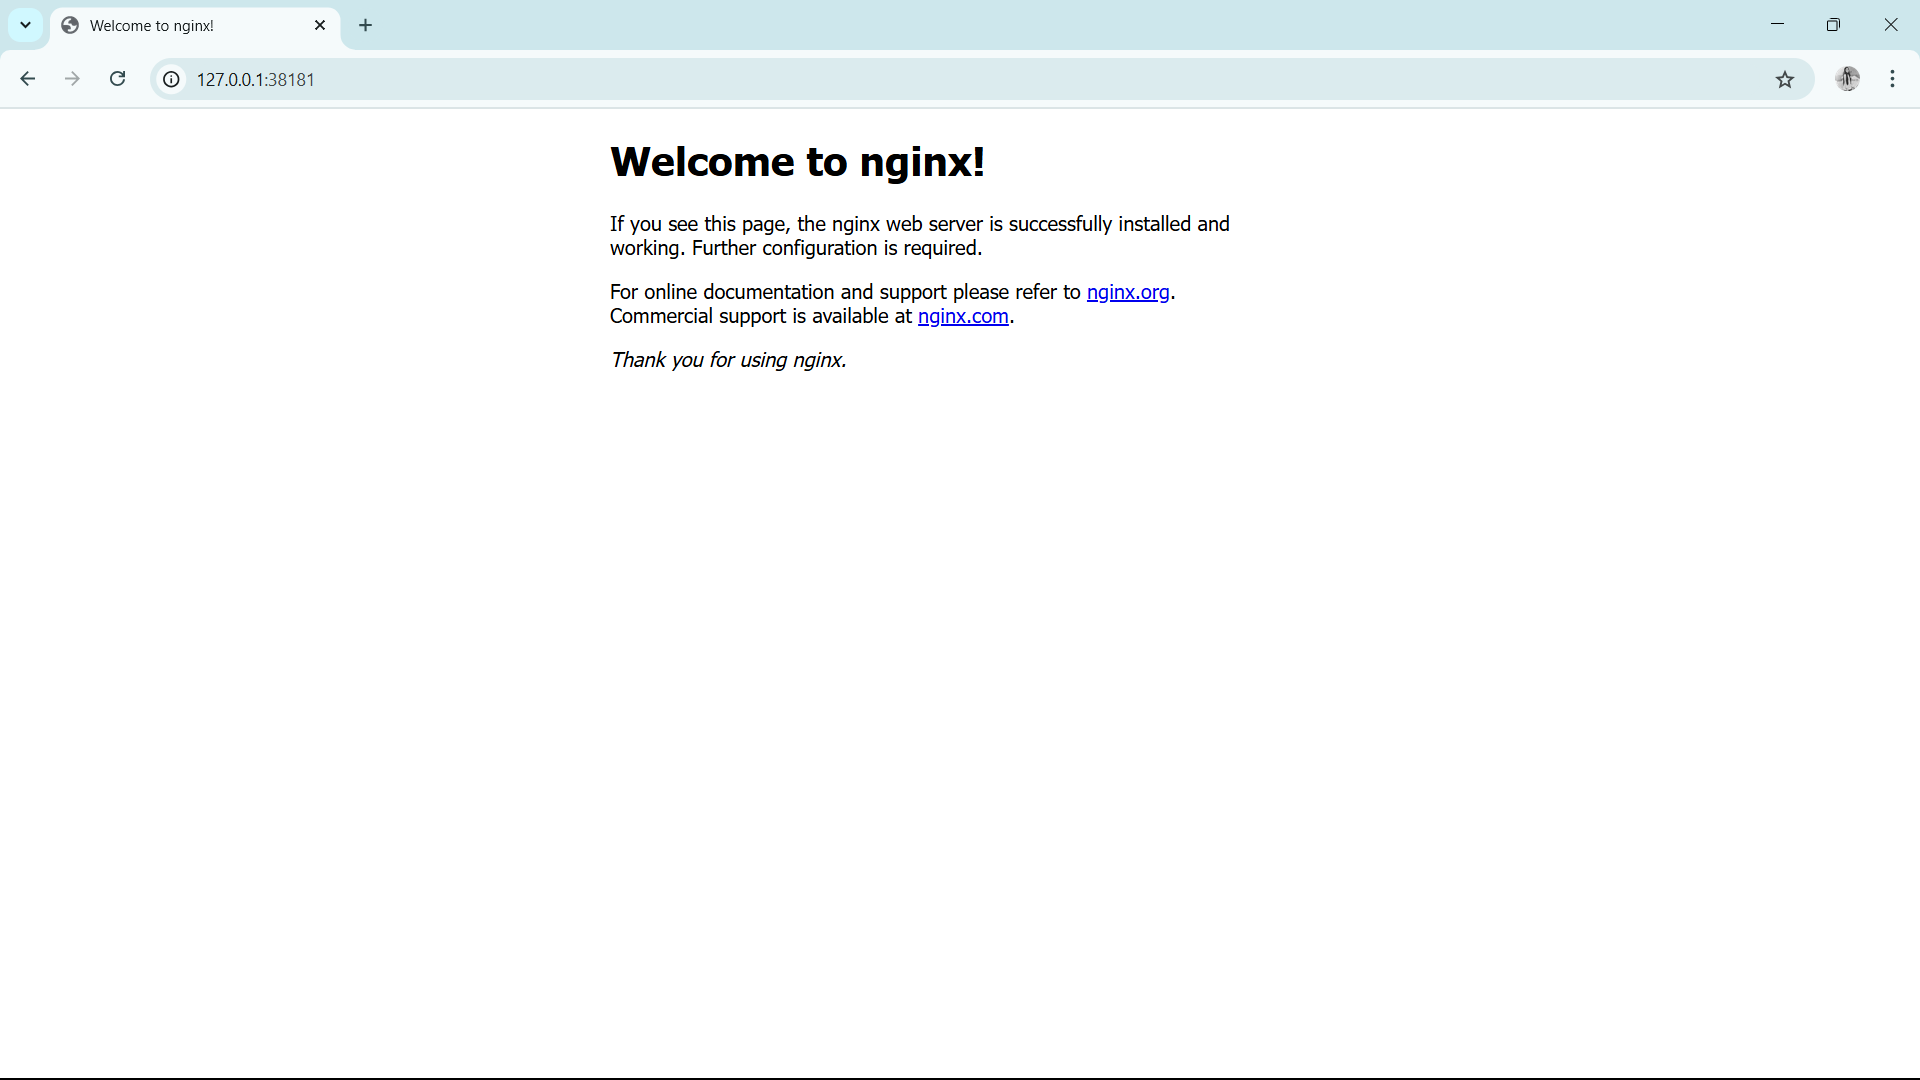 Welcome to nginx!
127.0.0.1:38181
Welcome to nginx!
If you see this page, the nginx web server is successfully installed and
working. Further configuration is required.
For online documentation and support please refer to nginx.org.
Commercial support is available at nginx.com.
Thank you for using nginx.